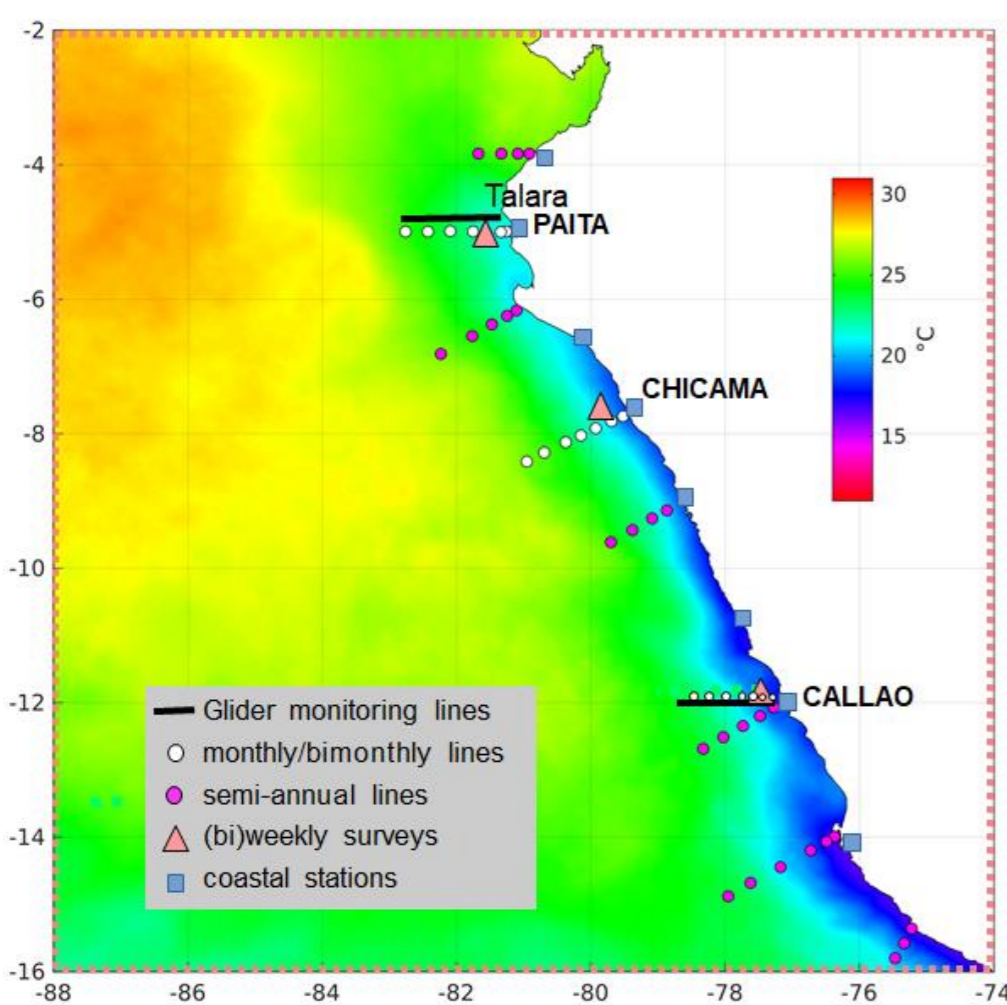 -2
-4
-6
-8
-10
-12
-14
-16
Talara
PAITA
CHICAMA
CALLAO
30
25
20
15
°C
Glider monitoring lines
monthly/bimonthly lines
semi-annual lines
(bi)weekly surveys
coastal stations
-88 -86 -84 -82 -80 -78 -76 -74